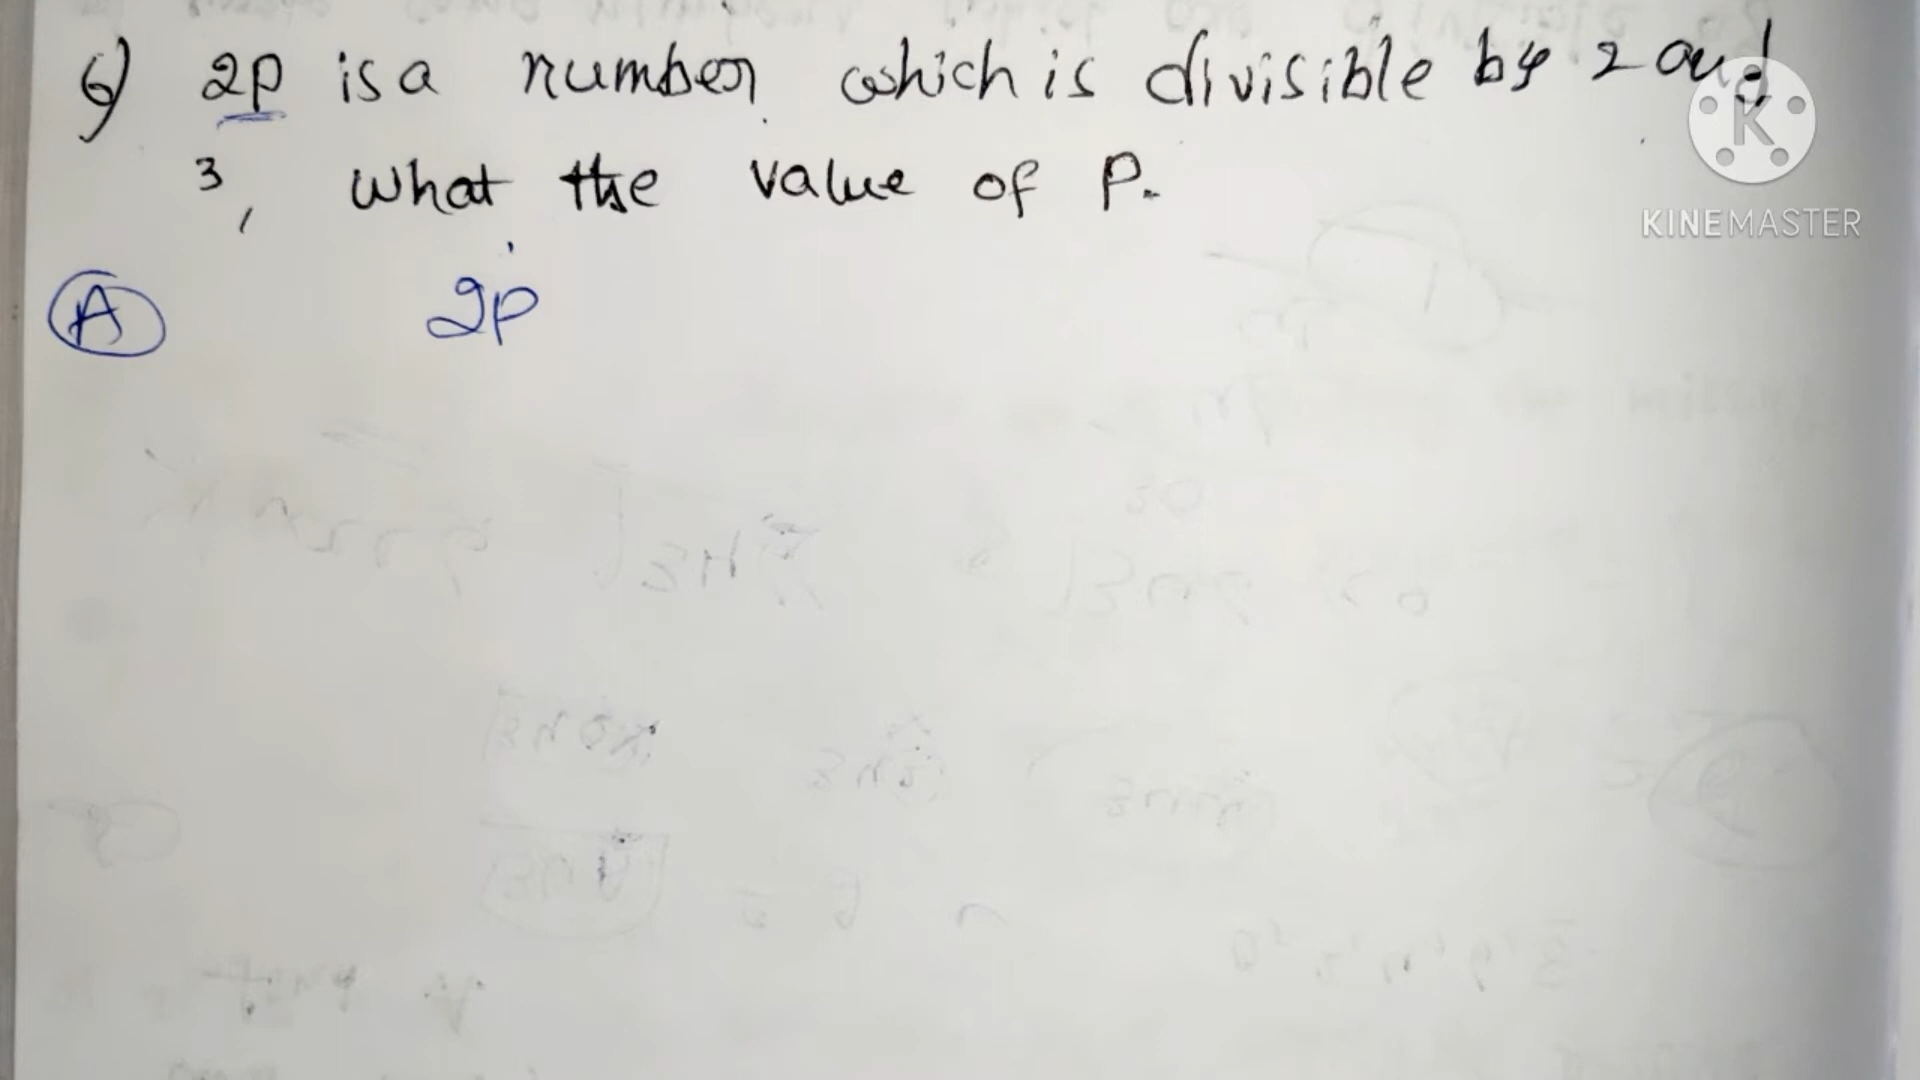 6) 2p is a number which is divisible by 2 and
3, what the value of P.
A 2p
K
KINEMASTER